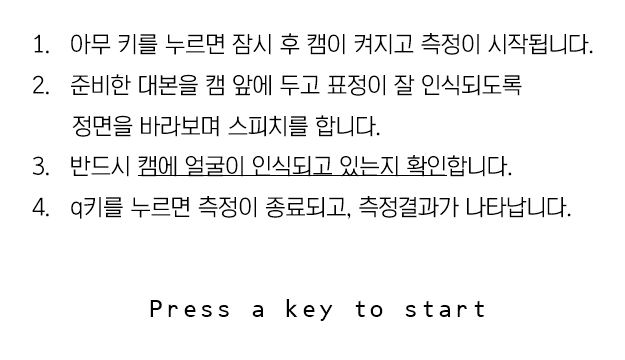 1. 아무 키를 누르면 잠시 후 캠이 켜지고 측정이 시작됩니다.
2. 준비한 대본을 캠 앞에 두고 표정이 잘 인식되도록
정면을 바라보며 스피치를 합니다.
3. 반드시 캠에 얼굴이 인식되고 있는지 확인합니다.
4. q키를 누르면 측정이 종료되고, 측정결과가 나타납니다.
Press a key to start